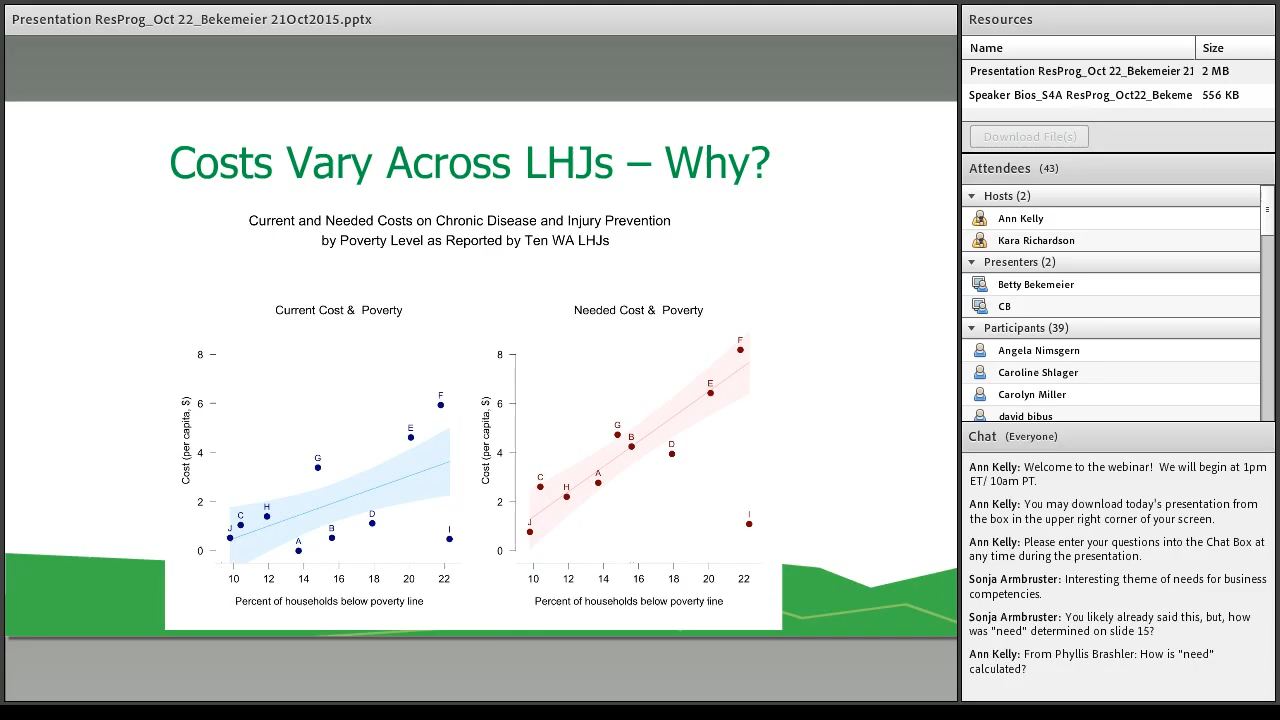 Presentation ResProg_Oct 22_Bekemeier 21Oct2015.pptx
Costs Vary Across LHJs – Why?
Current and Needed Costs on Chronic Disease and Injury Prevention
by Poverty Level as Reported by Ten WA LHJs
Current Cost & Poverty
Cost (per capita, $)
8
6
4
2
0
F
E
G
H
C
J
A
B
D
I
10 12 14 16 18 20 22
Percent of households below poverty line
Needed Cost & Poverty
Cost (per capita, $)
8
6
4
2
0
F
E
G
B
D
C
H
A
J
I
10 12 14 16 18 20 22
Percent of households below poverty line
Resources
Name Size
Presentation ResProg_Oct 22_Bekemeier 21 2 MB
Speaker Bios_S4A ResProg_Oct22_Bekeme 556 KB
Download File(s)
Attendees (43)
Hosts (2)
Ann Kelly
Kara Richardson
Presenters (2)
Betty Bekemeier
CB
Participants (39)
Angela Nimsgern
Caroline Shlager
Carolyn Miller
david bibus
Chat (Everyone)
Ann Kelly: Welcome to the webinar! We will begin at 1pm
ET/ 10am PT.
Ann Kelly: You may download today's presentation from
the box in the upper right corner of your screen.
Ann Kelly: Please enter your questions into the Chat Box at
any time during the presentation.
Sonja Armbruster: Interesting theme of needs for business
competencies.
Sonja Armbruster: You likely already said this, but, how
was "need" determined on slide 15?
Ann Kelly: From Phyllis Brashler: How is "need"
calculated?